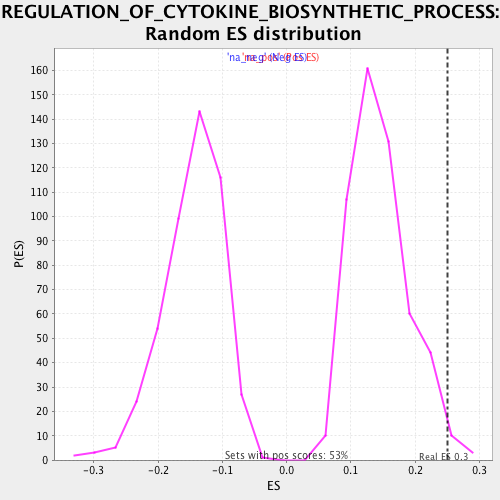 REGULATION_OF_CYTOKINE_BIOSYNTHETIC_PROCESS:
Random ES distribution
160
150
140
130
120
110
100
90
80
70
60
50
40
30
20
10
0
P(ES)
Sets with pos scores: 53%
Real ES 0.3
-0.3 -0.2 -0.1 0.0 0.1 0.2 0.3
ES